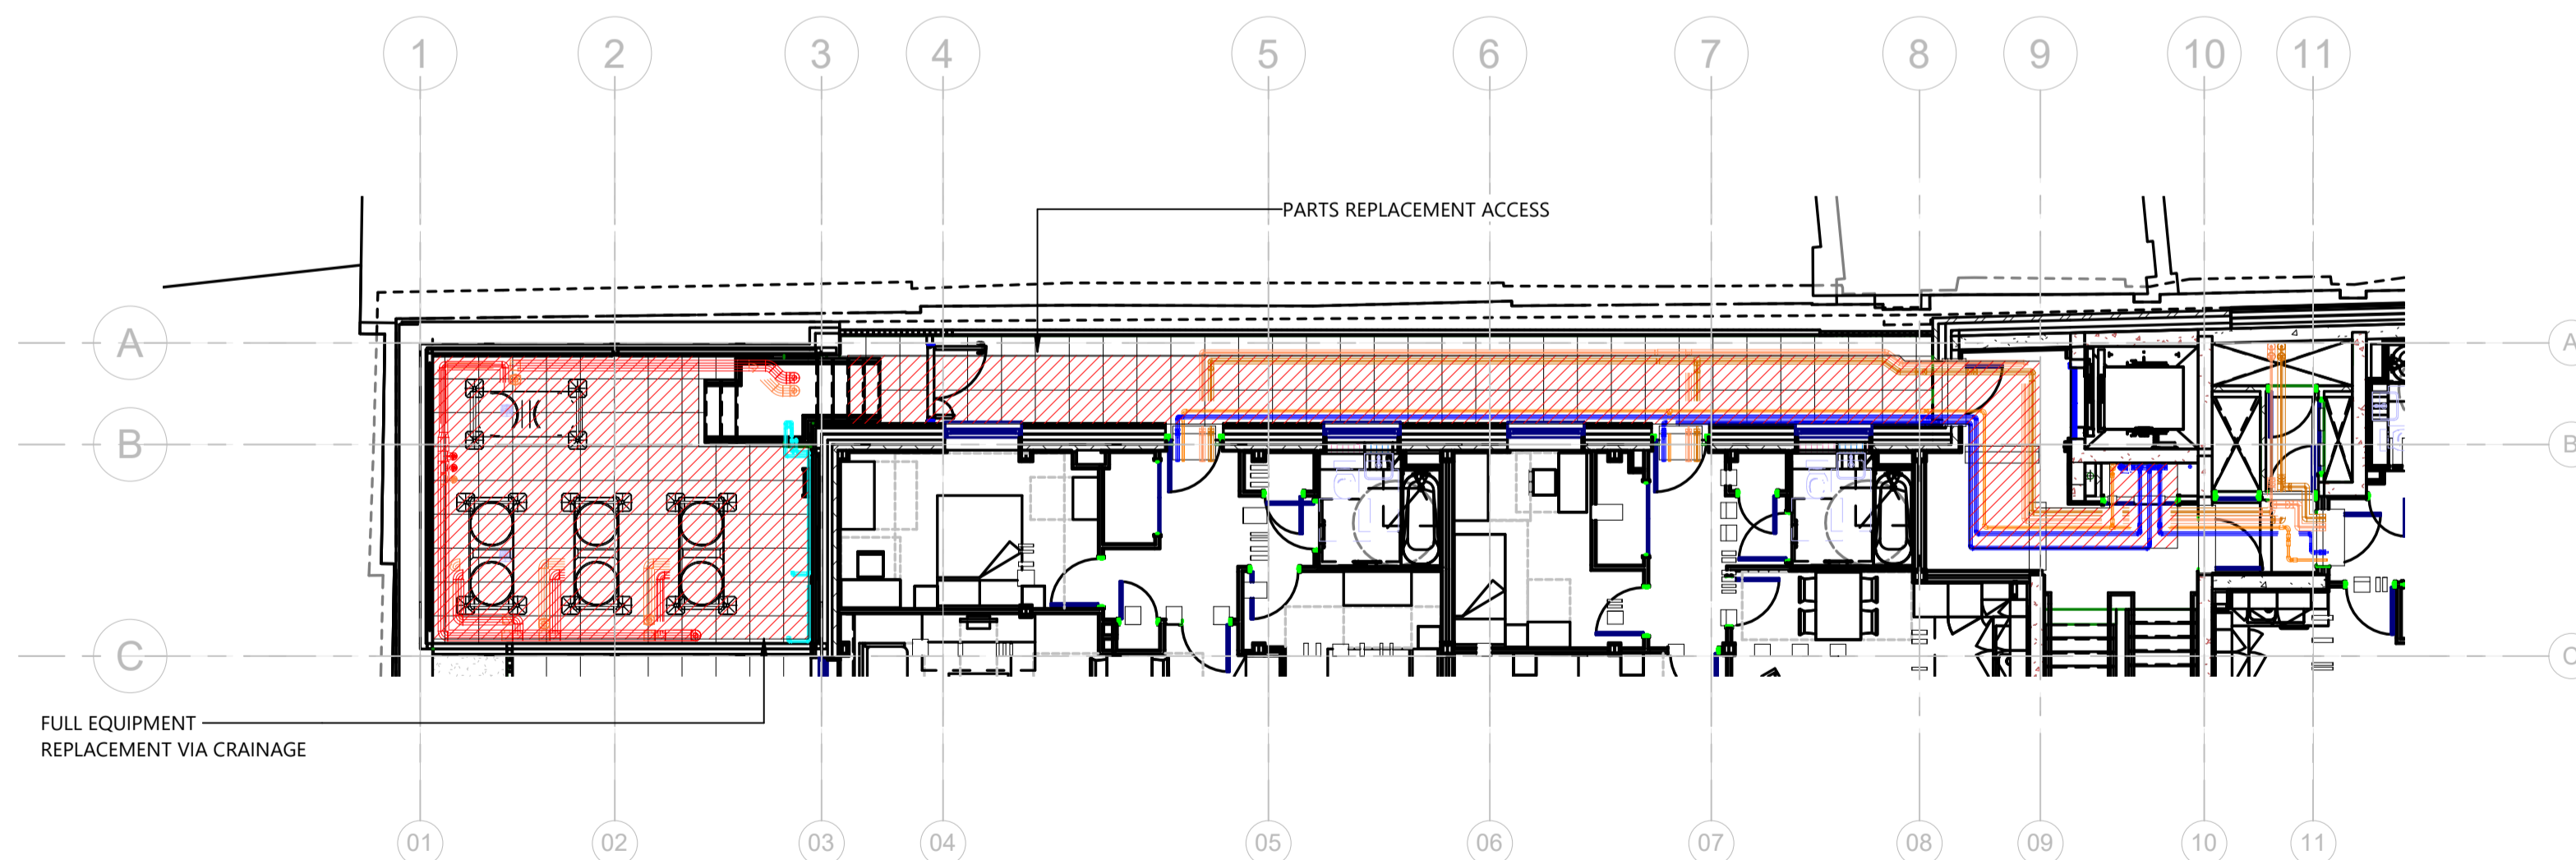 1 2 3 4 5 6 7 8 9 10 11
PARTS REPLACEMENT ACCESS
A A
B B
C C
FULL EQUIPMENT
REPLACEMENT VIA CRAINAGE
01 02 03 04 05 06 07 08 09 10 11